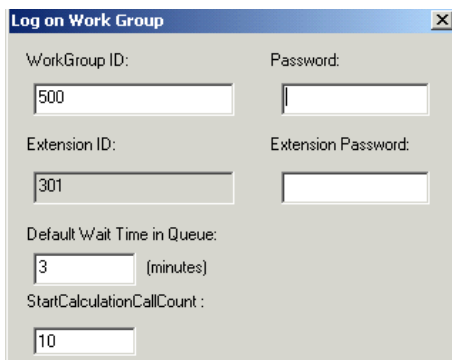 Log on Work Group
WorkGroup ID: Password:
500
Extension ID: Extension Password:
301
Default Wait Time in Queue:
3 (minutes)
StartCalculationCallCount :
10